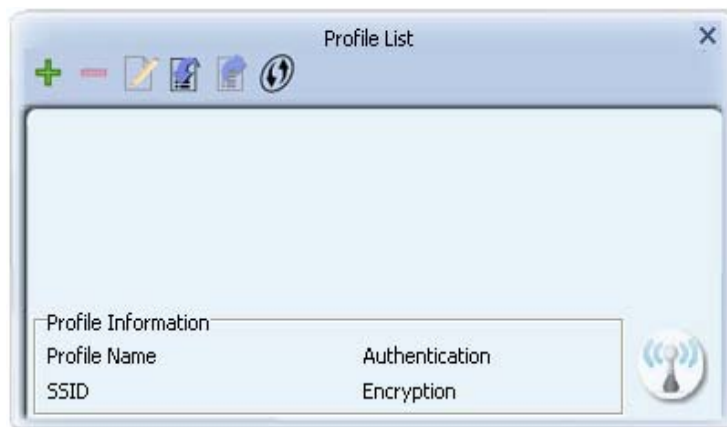 Profile List
Profile Information
Profile Name Authentication
SSID Encryption